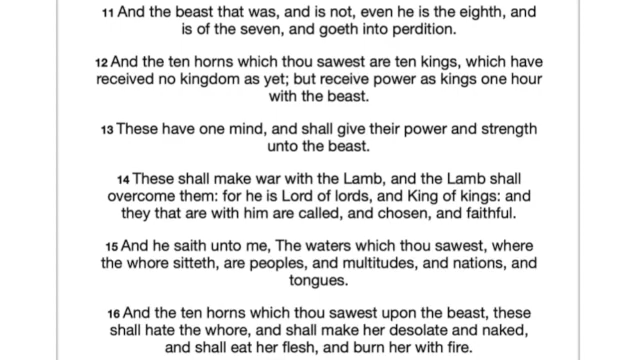 11 And the beast that was, and is not, even he is the eighth, and
is of the seven, and goeth into perdition.
12 And the ten horns which thou sawest are ten kings, which have
received no kingdom as yet; but receive power as kings one hour
with the beast.
13 These have one mind, and shall give their power and strength
unto the beast.
14 These shall make war with the Lamb, and the Lamb shall
overcome them: for he is Lord of lords, and King of kings: and
they that are with him are called, and chosen, and faithful.
15 And he saith unto me, The waters which thou sawest, where
the whore sitteth, are peoples, and multitudes, and nations, and
tongues.
16 And the ten horns which thou sawest upon the beast, these
shall hate the whore, and shall make her desolate and naked,
and shall eat her flesh, and burn her with fire.